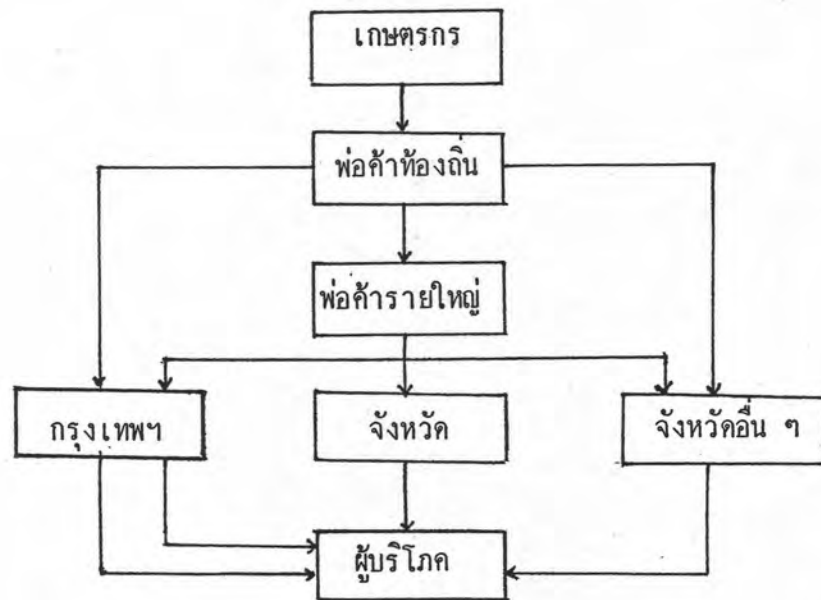 เกษตรกร
พ่อค้าท้องถิ่น
พ่อค้ารายใหญ่
กรุงเทพฯ
จังหวัด
จังหวัดอื่น ๆ
ผู้บริโภค